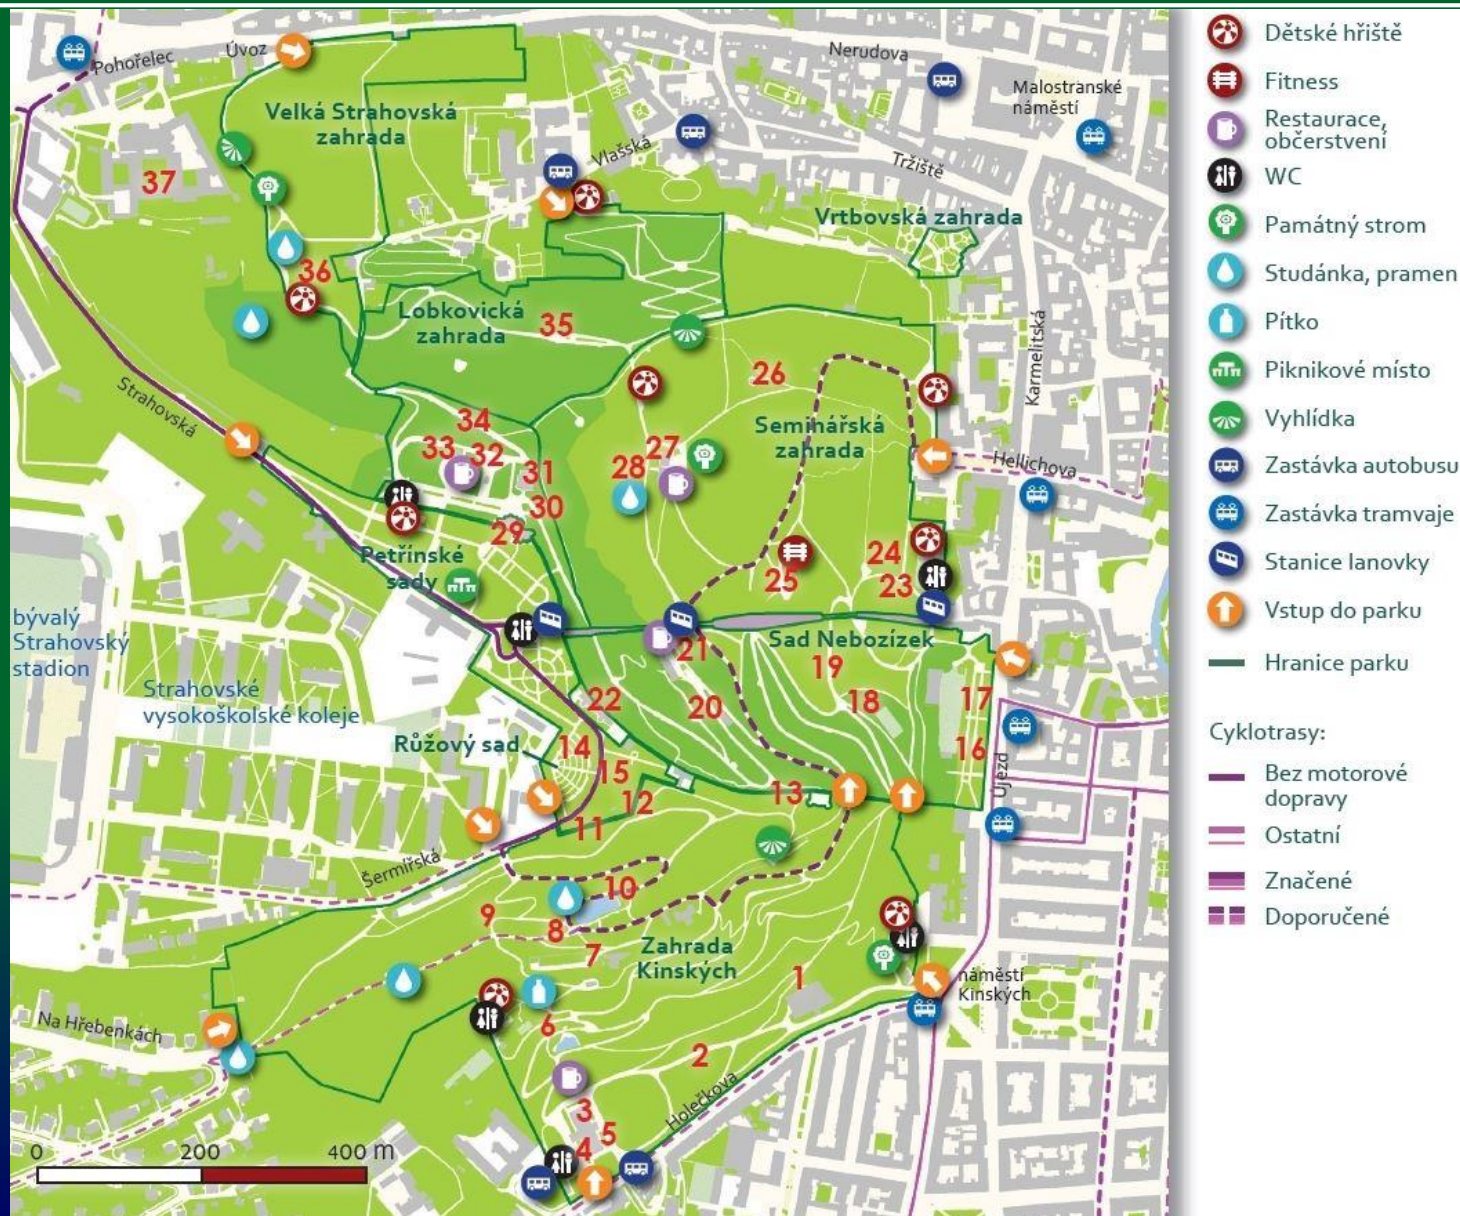 Pohořelec
Úvoz
Nerudova
Malostranské
náměstí
Velká Strahovská
zahrada
Vlašská
Tržiště
37
Vrtbovská zahrada
36
Lobkovická
zahrada
35
Karmelitská
26
Strahovská
34
Seminářská
zahrada
33
32
27
28
31
Hellichova
30
29
Petřínské
sady
24
25
23
bývalý
Strahovský
stadion
Sad Nebozízek
21
19
Strahovské
vysokoškolské koleje
22
20
18
17
Růžový sad
14
16
15
Újezd
13
12
11
Šermířská
10
9
8
7
Zahrada
Kinských
1
náměstí
Kinských
Na Hřebenkách
6
2
Holečkova
3
5
4
0 200 400 m
Dětské hřiště
Fitness
Restaurace,
občerstvení
WC
Památný strom
Studánka, pramen
Pítko
Piknikové místo
Vyhlídka
Zastávka autobusu
Zastávka tramvaje
Stanice lanovky
Vstup do parku
Hranice parku
Cyklotrasy:
Bez motorové
dopravy
Ostatní
Značené
Doporučené